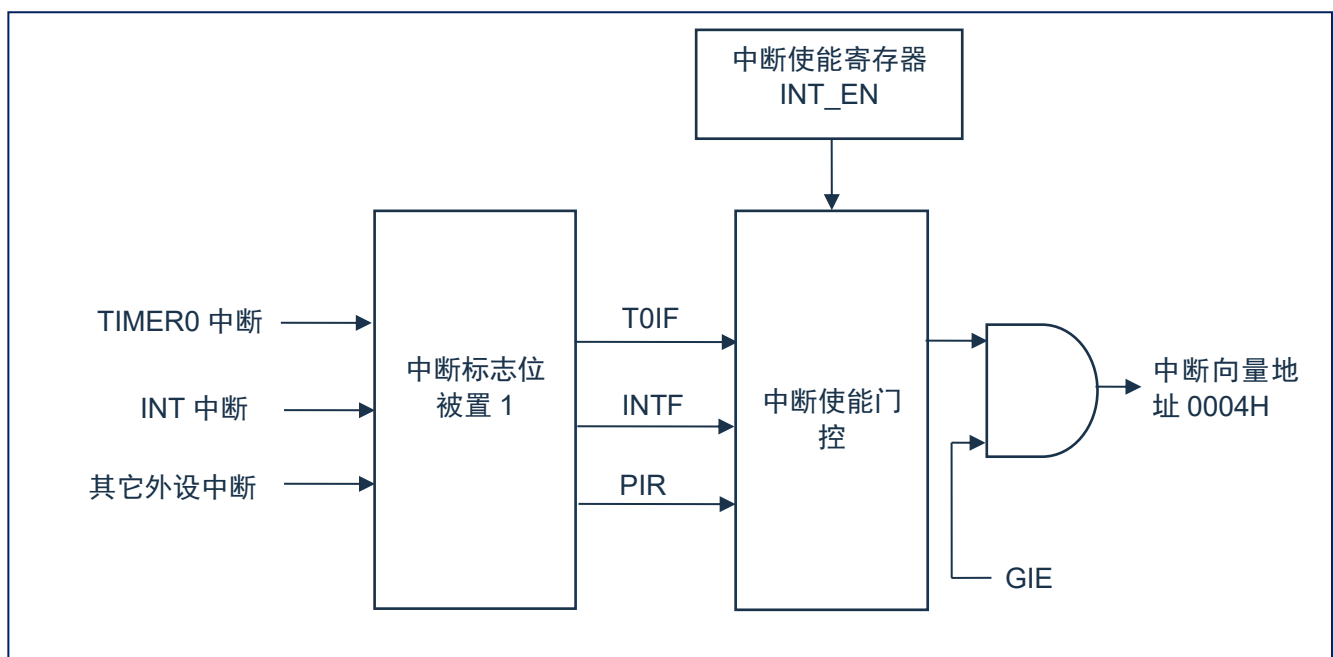 中断使能寄存器
INT_EN
TIMER0 中断
INT 中断
其它外设中断
中断标志位
被置 1
T0IF
INTF
PIR
中断使能门
控
GIE
中断向量地
址 0004H